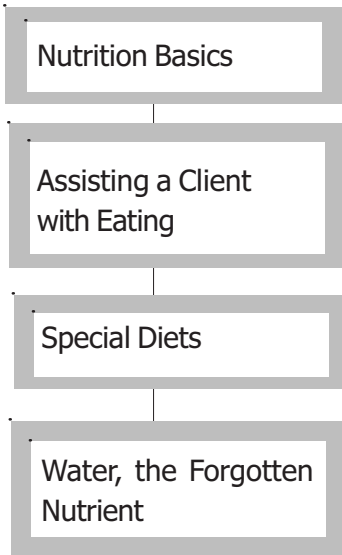 Nutrition Basics
Assisting a Client
with Eating
Special Diets
Water, the Forgotten
Nutrient